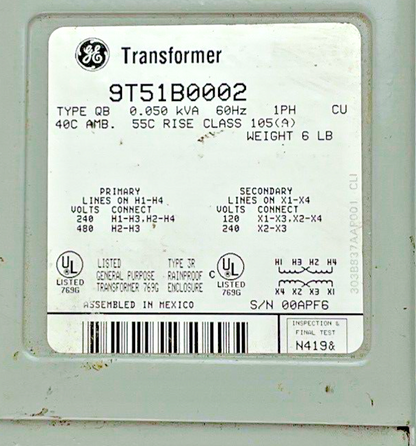 GE Transformer
9T51B0002
TYPE QB 0.050 kVA 60Hz 1PH CU
40C AMB. 55C RISE CLASS 105(A)
WEIGHT 6 LB
PRIMARY
LINES ON H1-H4
VOLTS CONNECT
240 H1-H3,H2-H4
480 H2-H3
SECONDARY
LINES ON X1-X4
VOLTS CONNECT
120 X1-X3,X2-X4
240 X2-X3
UL
LISTED
769G
LISTED
GENERAL PURPOSE
TRANSFORMER 769G
TYPE 3R
RAINPROOF
ENCLOSURE
C UL
LISTED
769G
H1 H3 H2 H4
X4 X2 X3 X1
ASSEMBLED IN MEXICO
S/N 00APF6
INSPECTION &
FINAL TEST
N419&